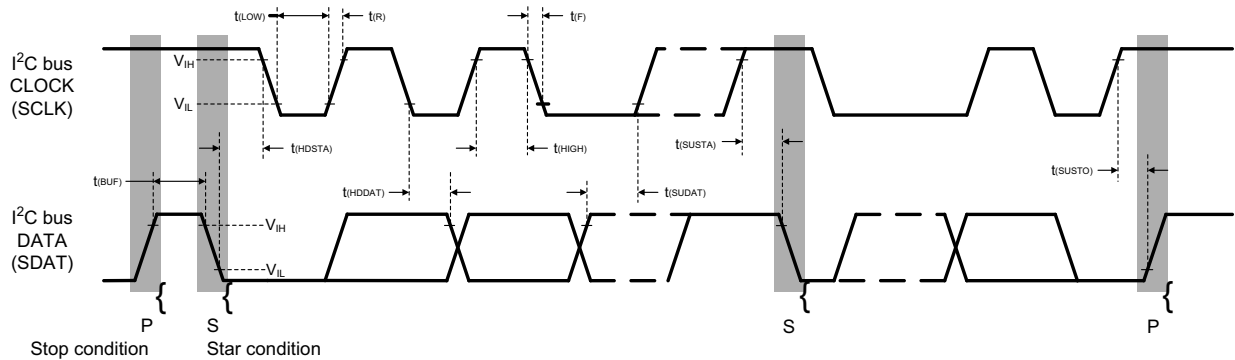 t(LOW) t(R) t(F)
I²C bus
CLOCK
(SCLK)
VIH
VIL
t(HDSTA) t(HIGH) t(SUSTA) t(SUSTO)
t(BUF) t(HDDAT) t(SUDAT)
I²C bus
DATA
(SDAT)
VIH
VIL
P S S P
Stop condition Star condition